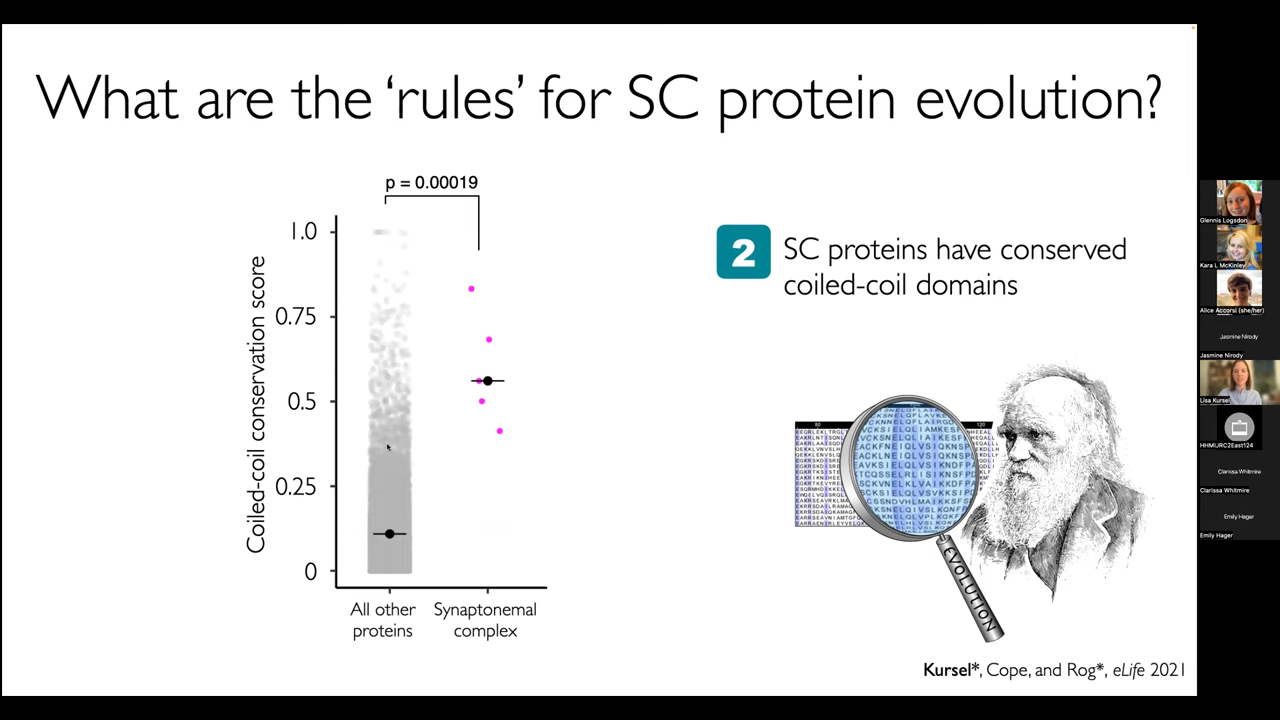 What are the ‘rules’ for SC protein evolution?
p = 0.00019
Coiled-coil conservation score
1.0
0.75
0.5
0.25
0
All other
proteins
Synaptonemal
complex
2
SC proteins have conserved
coiled-coil domains
80
120
EVOLUTION
Kursel*, Cope, and Rog*, eLife 2021
Glennis Logsdon
Kara L McKinley
Alice Accorsi (she/her)
Jasmine Nirody
Jasmine Nirody
Lisa Kursel
HHMIJRC2East124
Clarissa Whitmire
Clarissa Whitmire
Emily Hager
Emily Hager